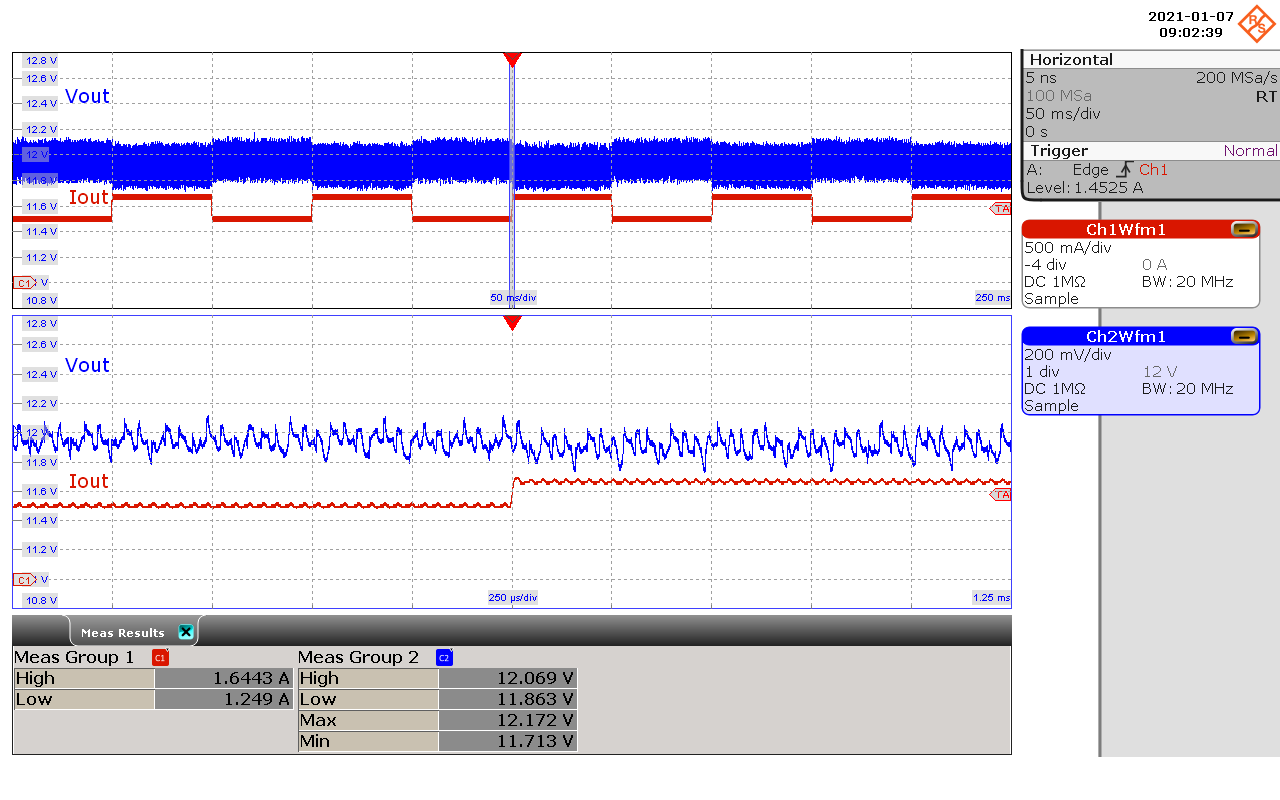 2021-01-07
09:02:39
R&S
Horizontal
5 ns 200 MSa/s
100 MSa RT
50 ms/div
0 s
Trigger Normal
A: Edge Ch1
Level: 1.4525 A
Ch1Wfm1
500 mA/div
-4 div 0 A
DC 1MΩ BW: 20 MHz
Sample
Ch2Wfm1
200 mV/div
1 div 12 V
DC 1MΩ BW: 20 MHz
Sample
12.8 V
12.6 V
Vout
12.4 V
12.2 V
12 V
11.8 V
Iout
11.6 V
TA
11.4 V
11.2 V
C1 V
10.8 V
50 ms/div
250 ms
12.8 V
12.6 V
Vout
12.4 V
12.2 V
12 V
11.8 V
Iout
11.6 V
TA
11.4 V
11.2 V
C1 V
10.8 V
250 µs/div
1.25 ms
Meas Results
Meas Group 1 C1
High 1.6443 A
Low 1.249 A
Meas Group 2 C2
High 12.069 V
Low 11.863 V
Max 12.172 V
Min 11.713 V